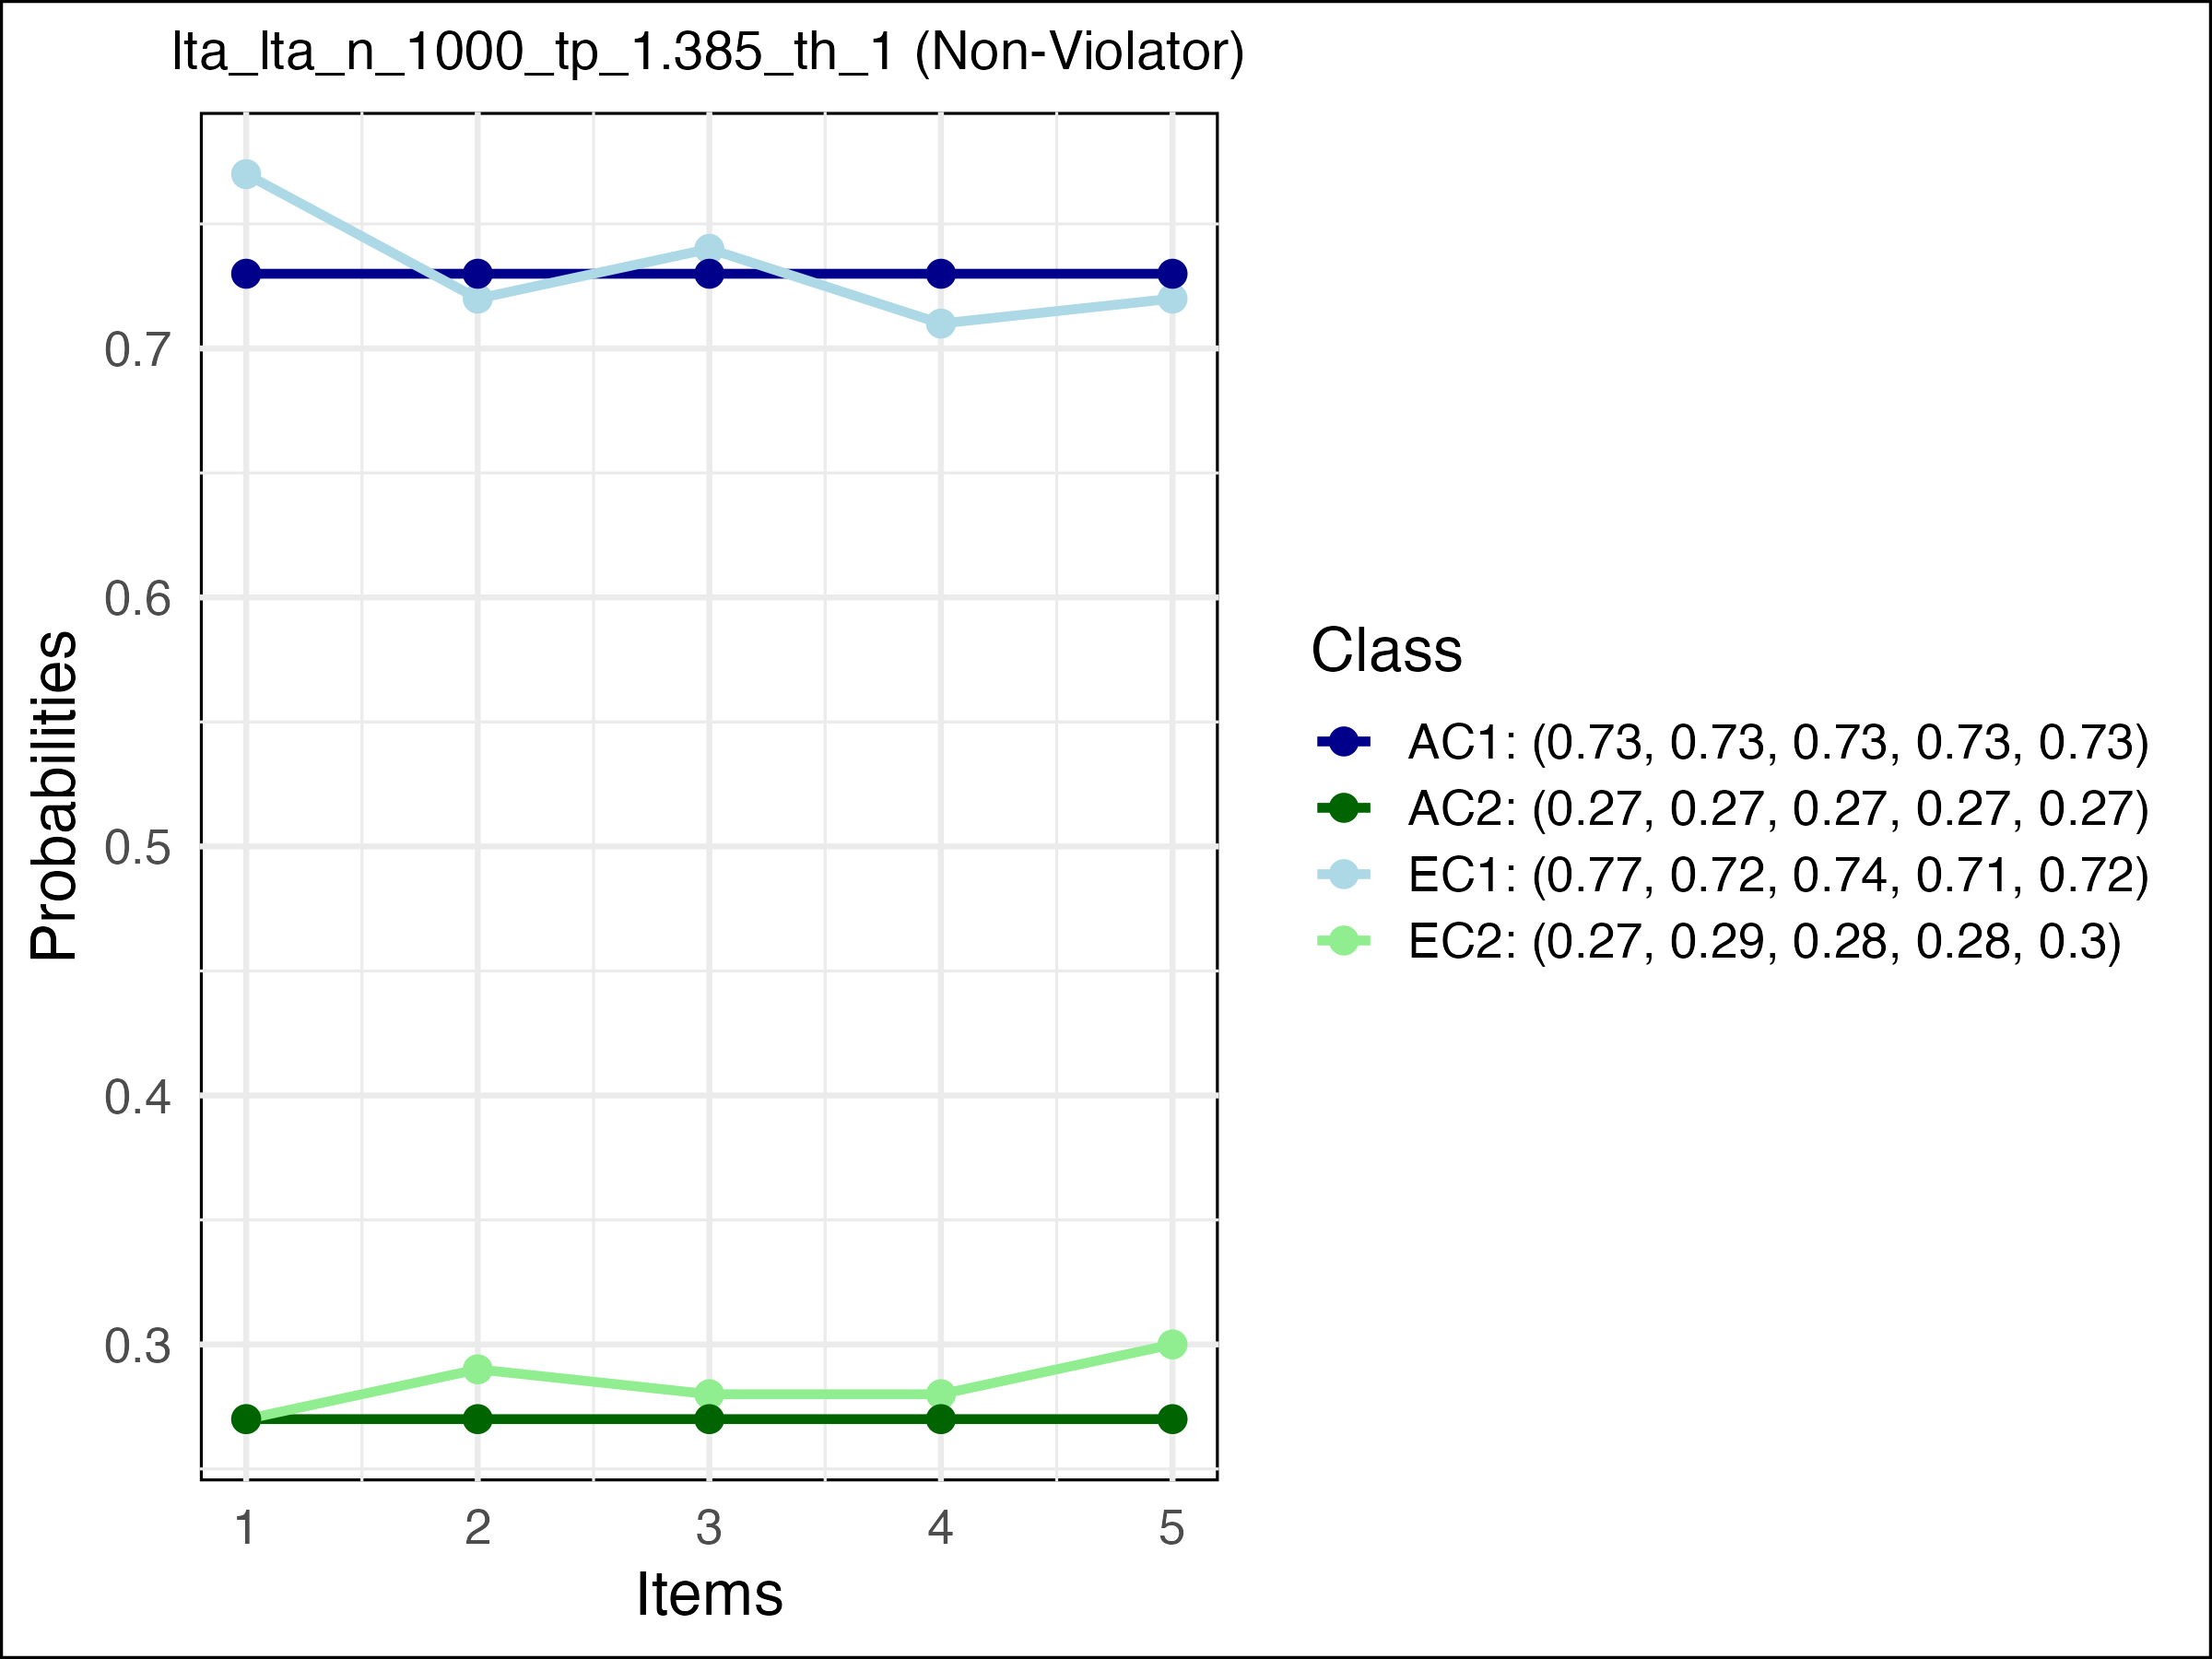 lta_lta_n_1000_tp_1.385_th_1 (Non-Violator)
Probabilities
0.7
0.6
0.5
0.4
0.3
1 2 3 4 5
Items
Class
AC1: (0.73, 0.73, 0.73, 0.73, 0.73)
AC2: (0.27, 0.27, 0.27, 0.27, 0.27)
EC1: (0.77, 0.72, 0.74, 0.71, 0.72)
EC2: (0.27, 0.29, 0.28, 0.28, 0.3)